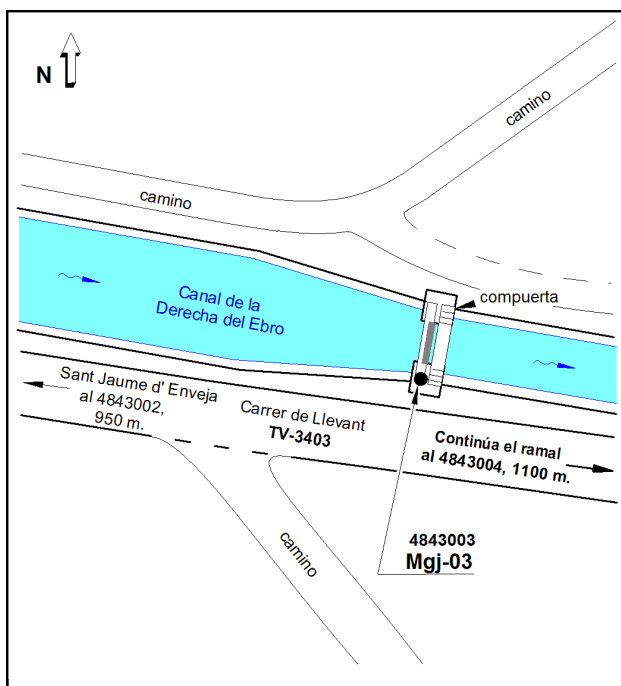 N
camino
camino
compuerta
Canal de la
Derecha del Ebro
Sant Jaume d' Enveja
al 4843002,
950 m.
Carrer de Llevant
TV-3403
Continúa el ramal
al 4843004, 1100 m.
4843003
Mgj-03
camino